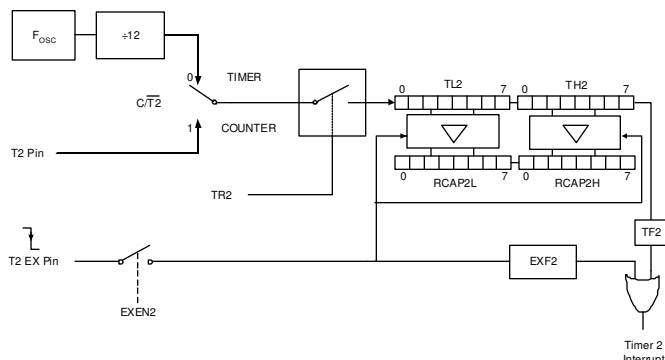 FOSC
÷12
0
TIMER
C/T2
1
COUNTER
T2 Pin
TR2
0
TL2
7
0
TH2
7
0
RCAP2L
7
0
RCAP2H
7
TF2
T2 EX Pin
EXEN2
EXF2
Timer 2
Interrupt